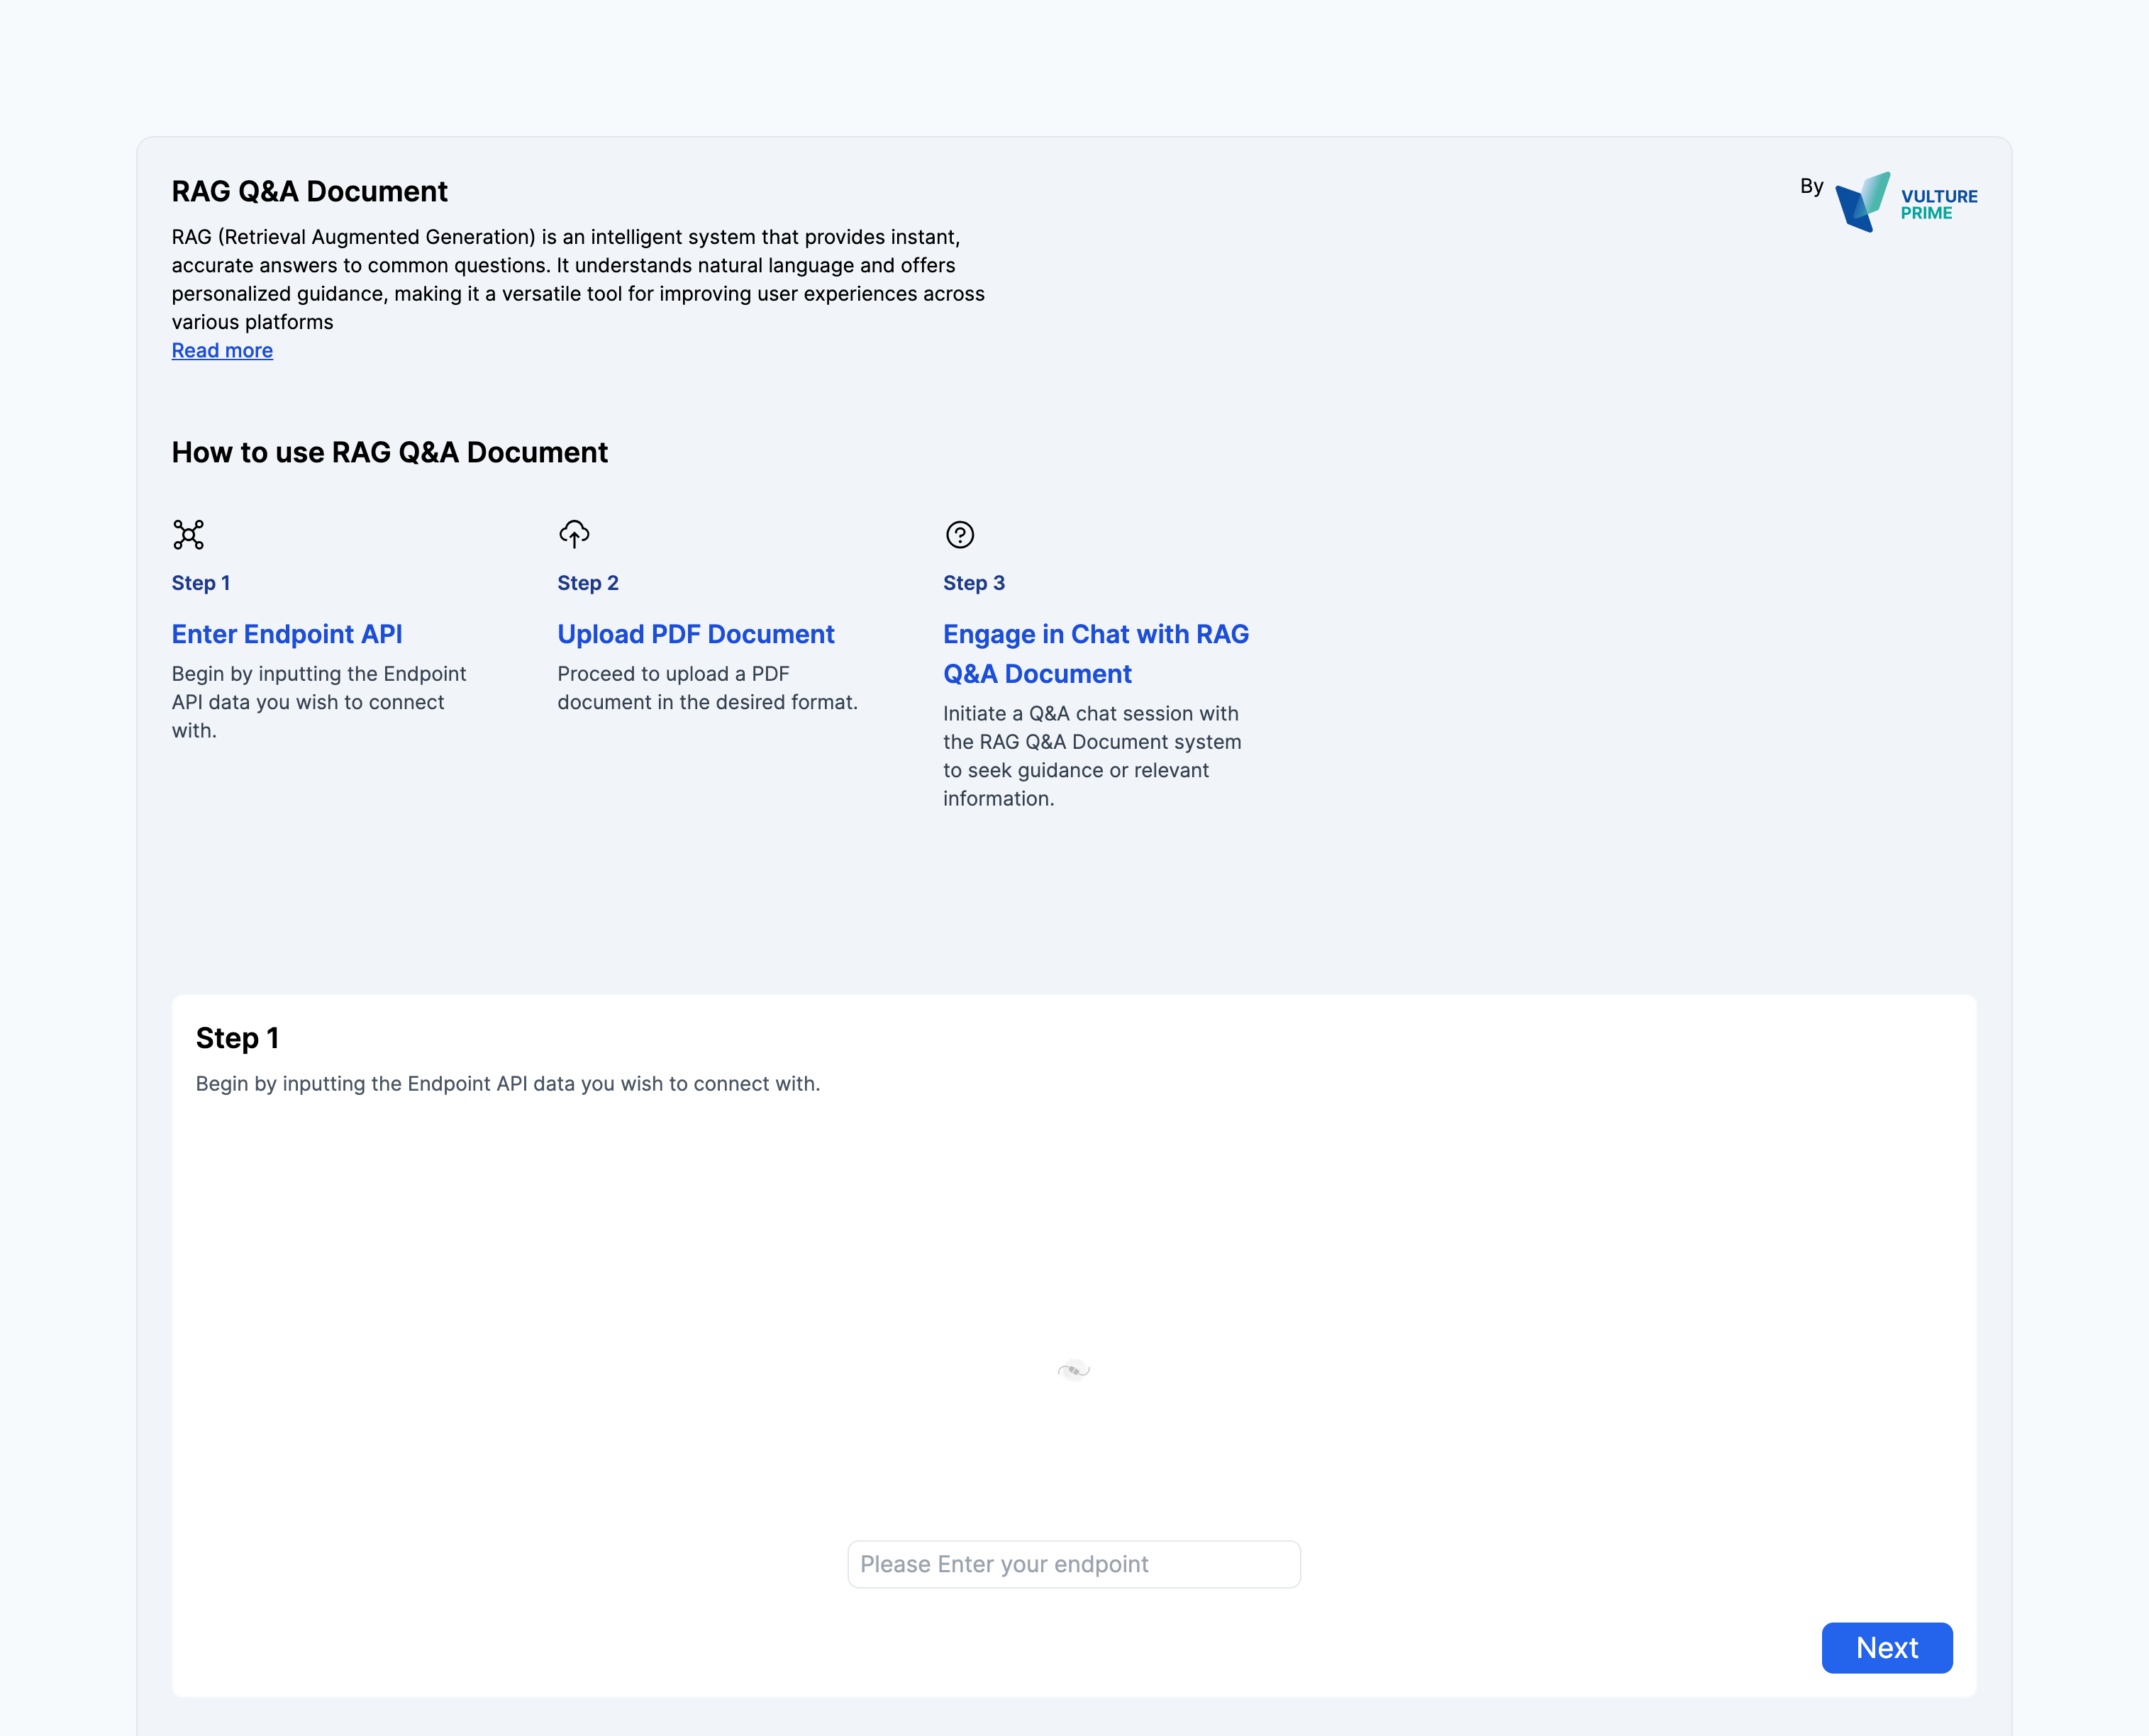 RAG Q&A Document
By
VULTURE
PRIME
RAG (Retrieval Augmented Generation) is an intelligent system that provides instant,
accurate answers to common questions. It understands natural language and offers
personalized guidance, making it a versatile tool for improving user experiences across
various platforms
Read more
How to use RAG Q&A Document
Step 1
Enter Endpoint API
Begin by inputting the Endpoint
API data you wish to connect
with.
Step 2
Upload PDF Document
Proceed to upload a PDF
document in the desired format.
Step 3
Engage in Chat with RAG
Q&A Document
Initiate a Q&A chat session with
the RAG Q&A Document system
to seek guidance or relevant
information.
Step 1
Begin by inputting the Endpoint API data you wish to connect with.
Please Enter your endpoint
Next